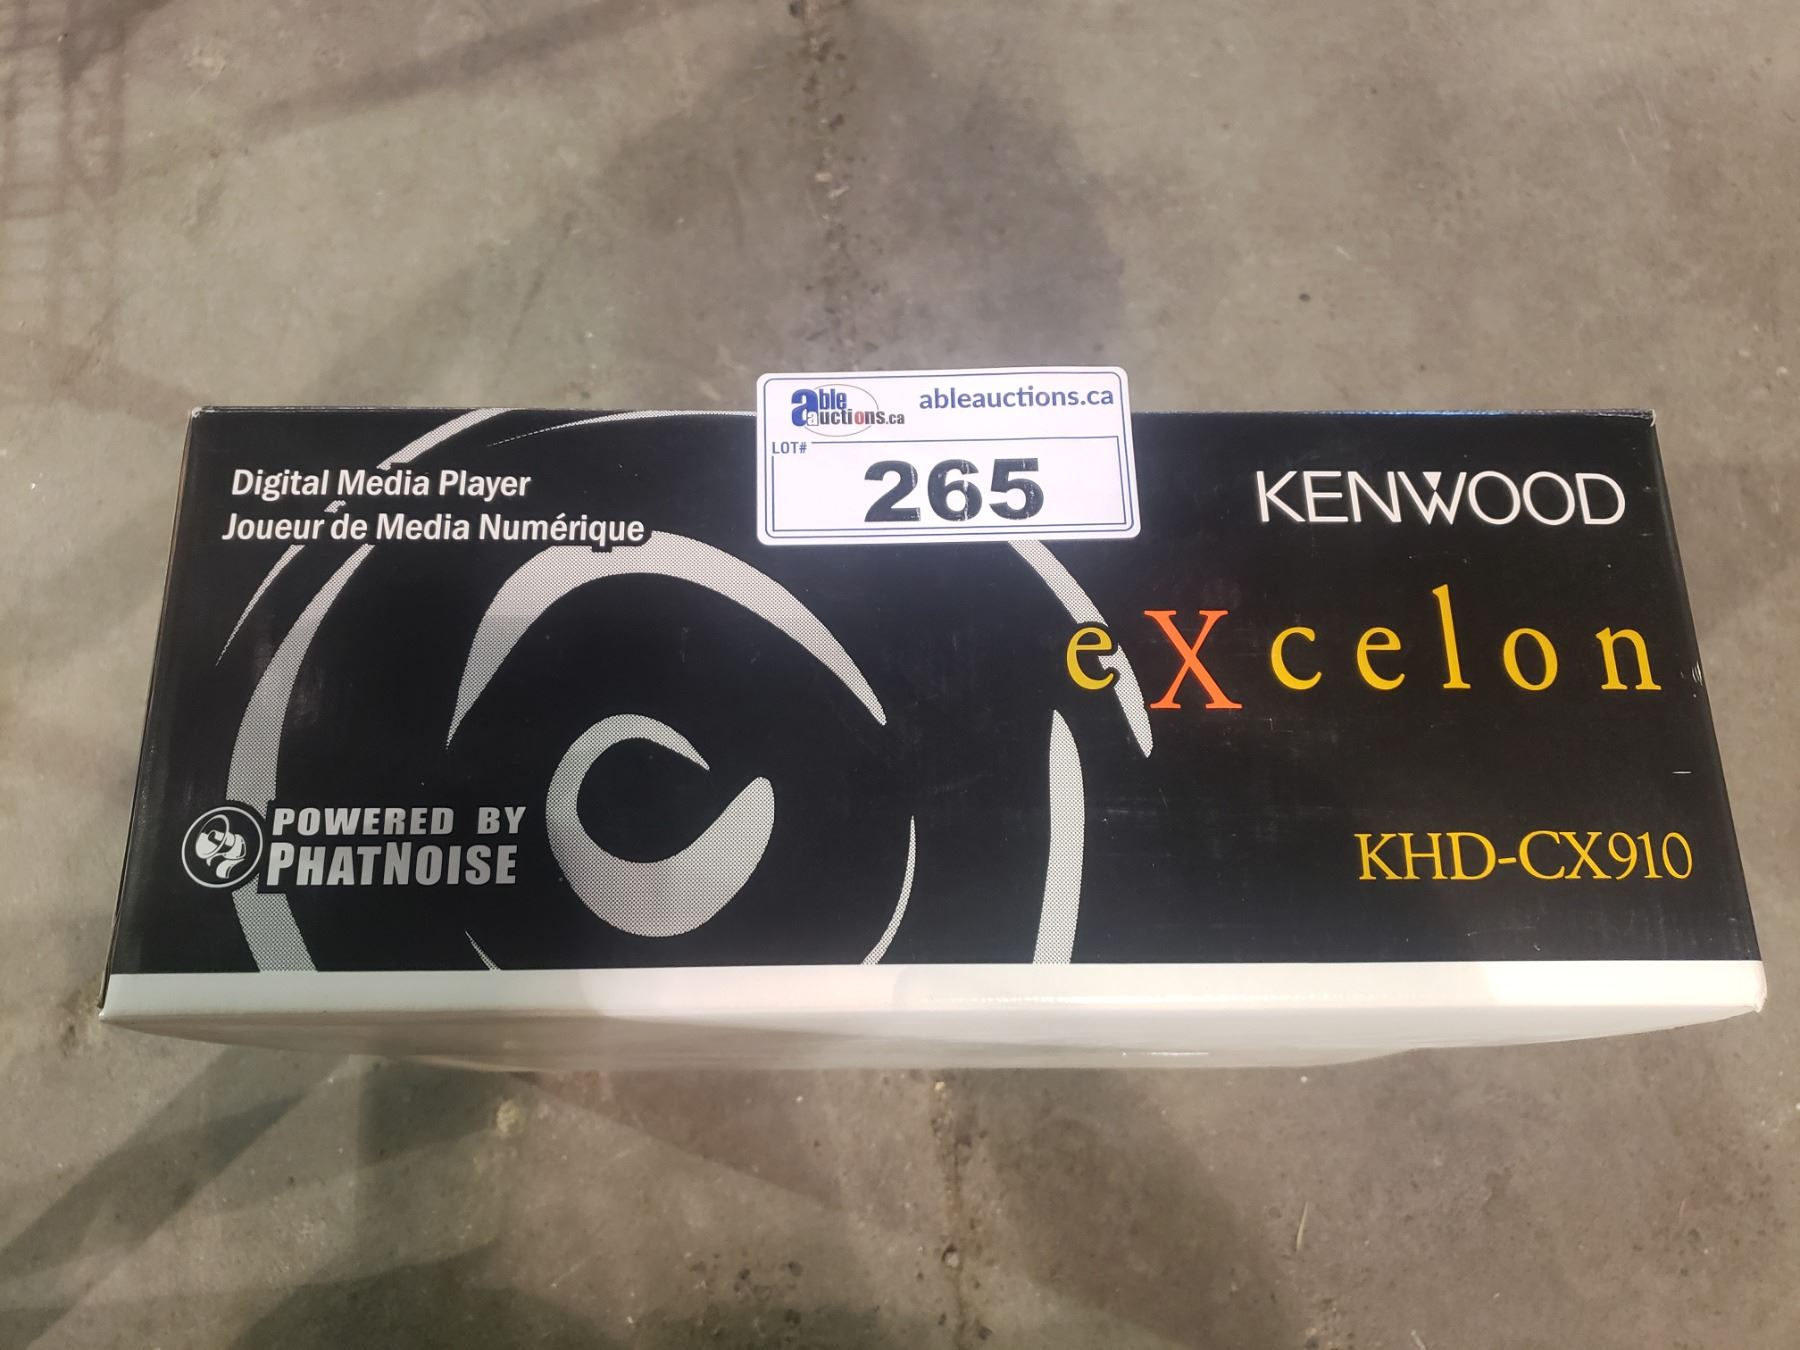 able auctions.ca
ableauctions.ca
LOT#
265
Digital Media Player
Joueur de Media Numérique
KENWOOD
eXcelon
POWERED BY
PHATNOISE
KHD-CX910